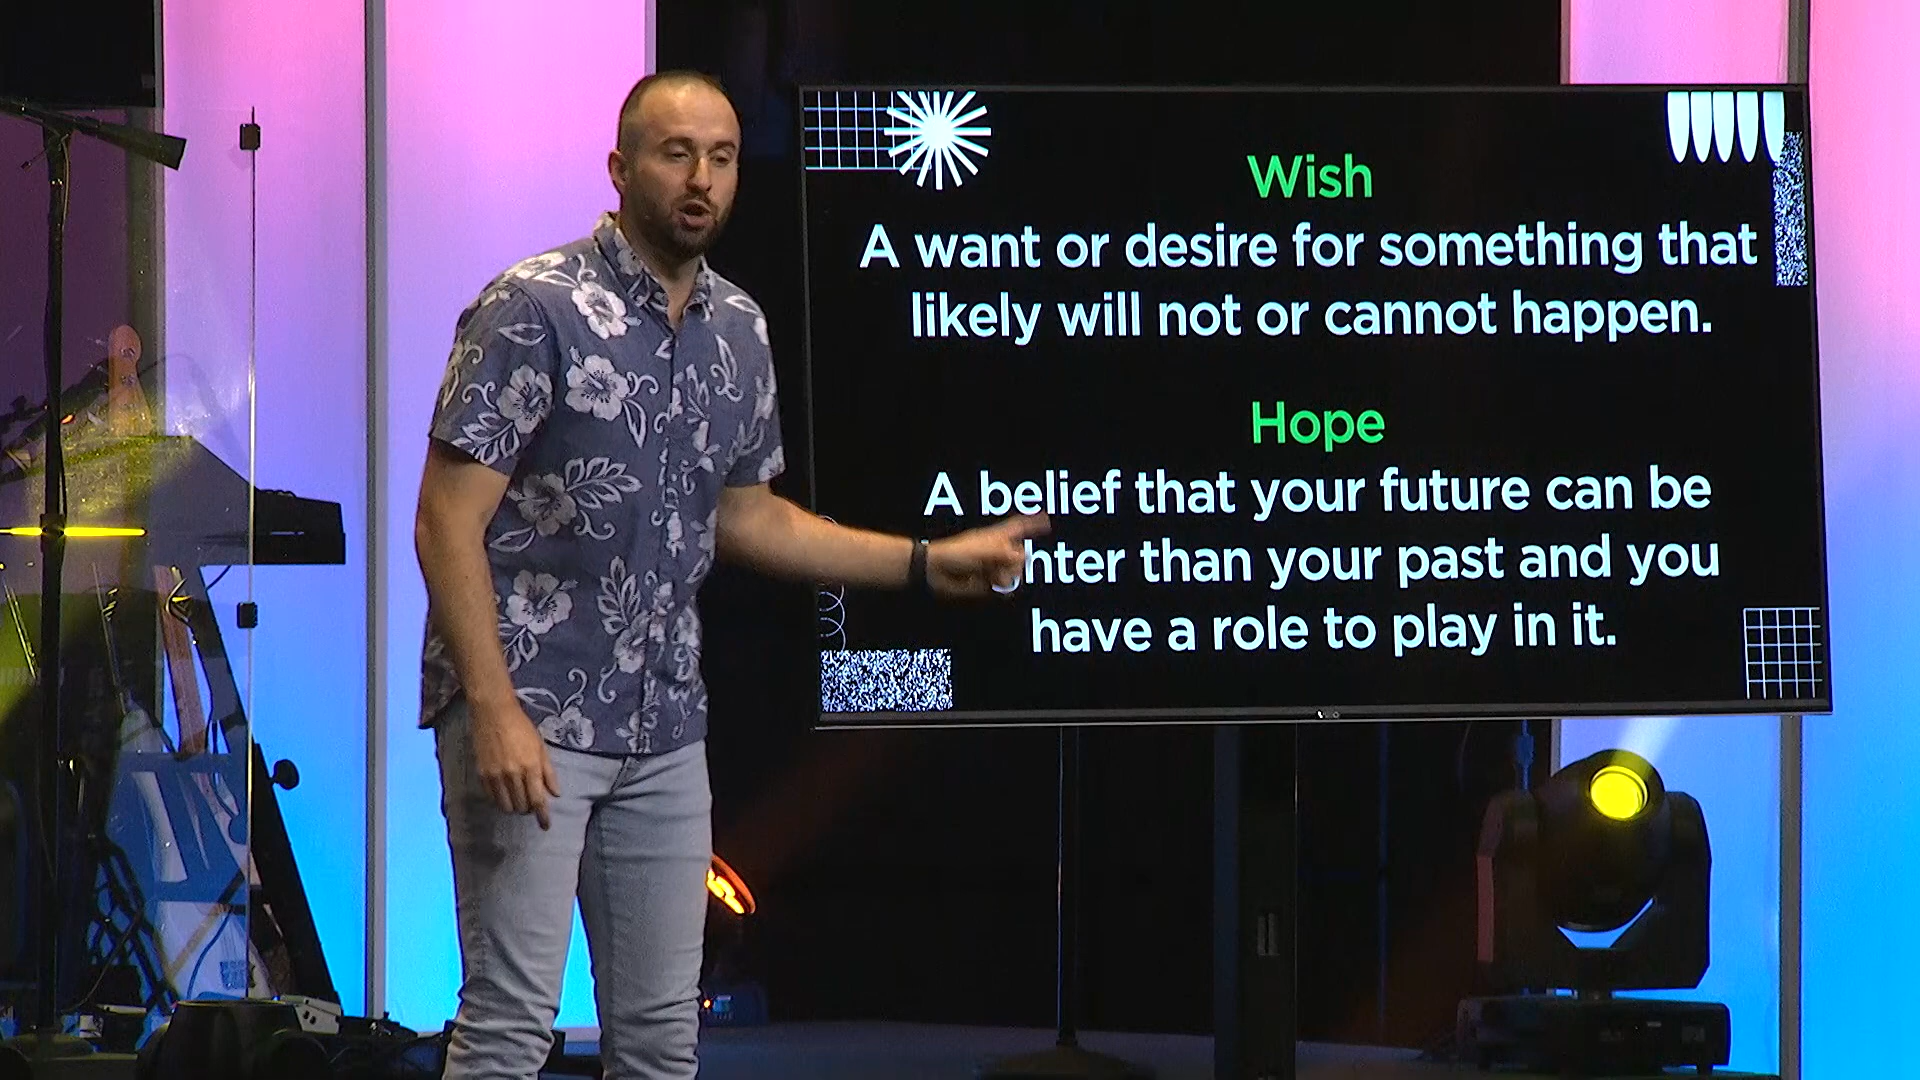 Wish
A want or desire for something that
likely will not or cannot happen.
Hope
A belief that your future can be
hter than your past and you
have a role to play in it.